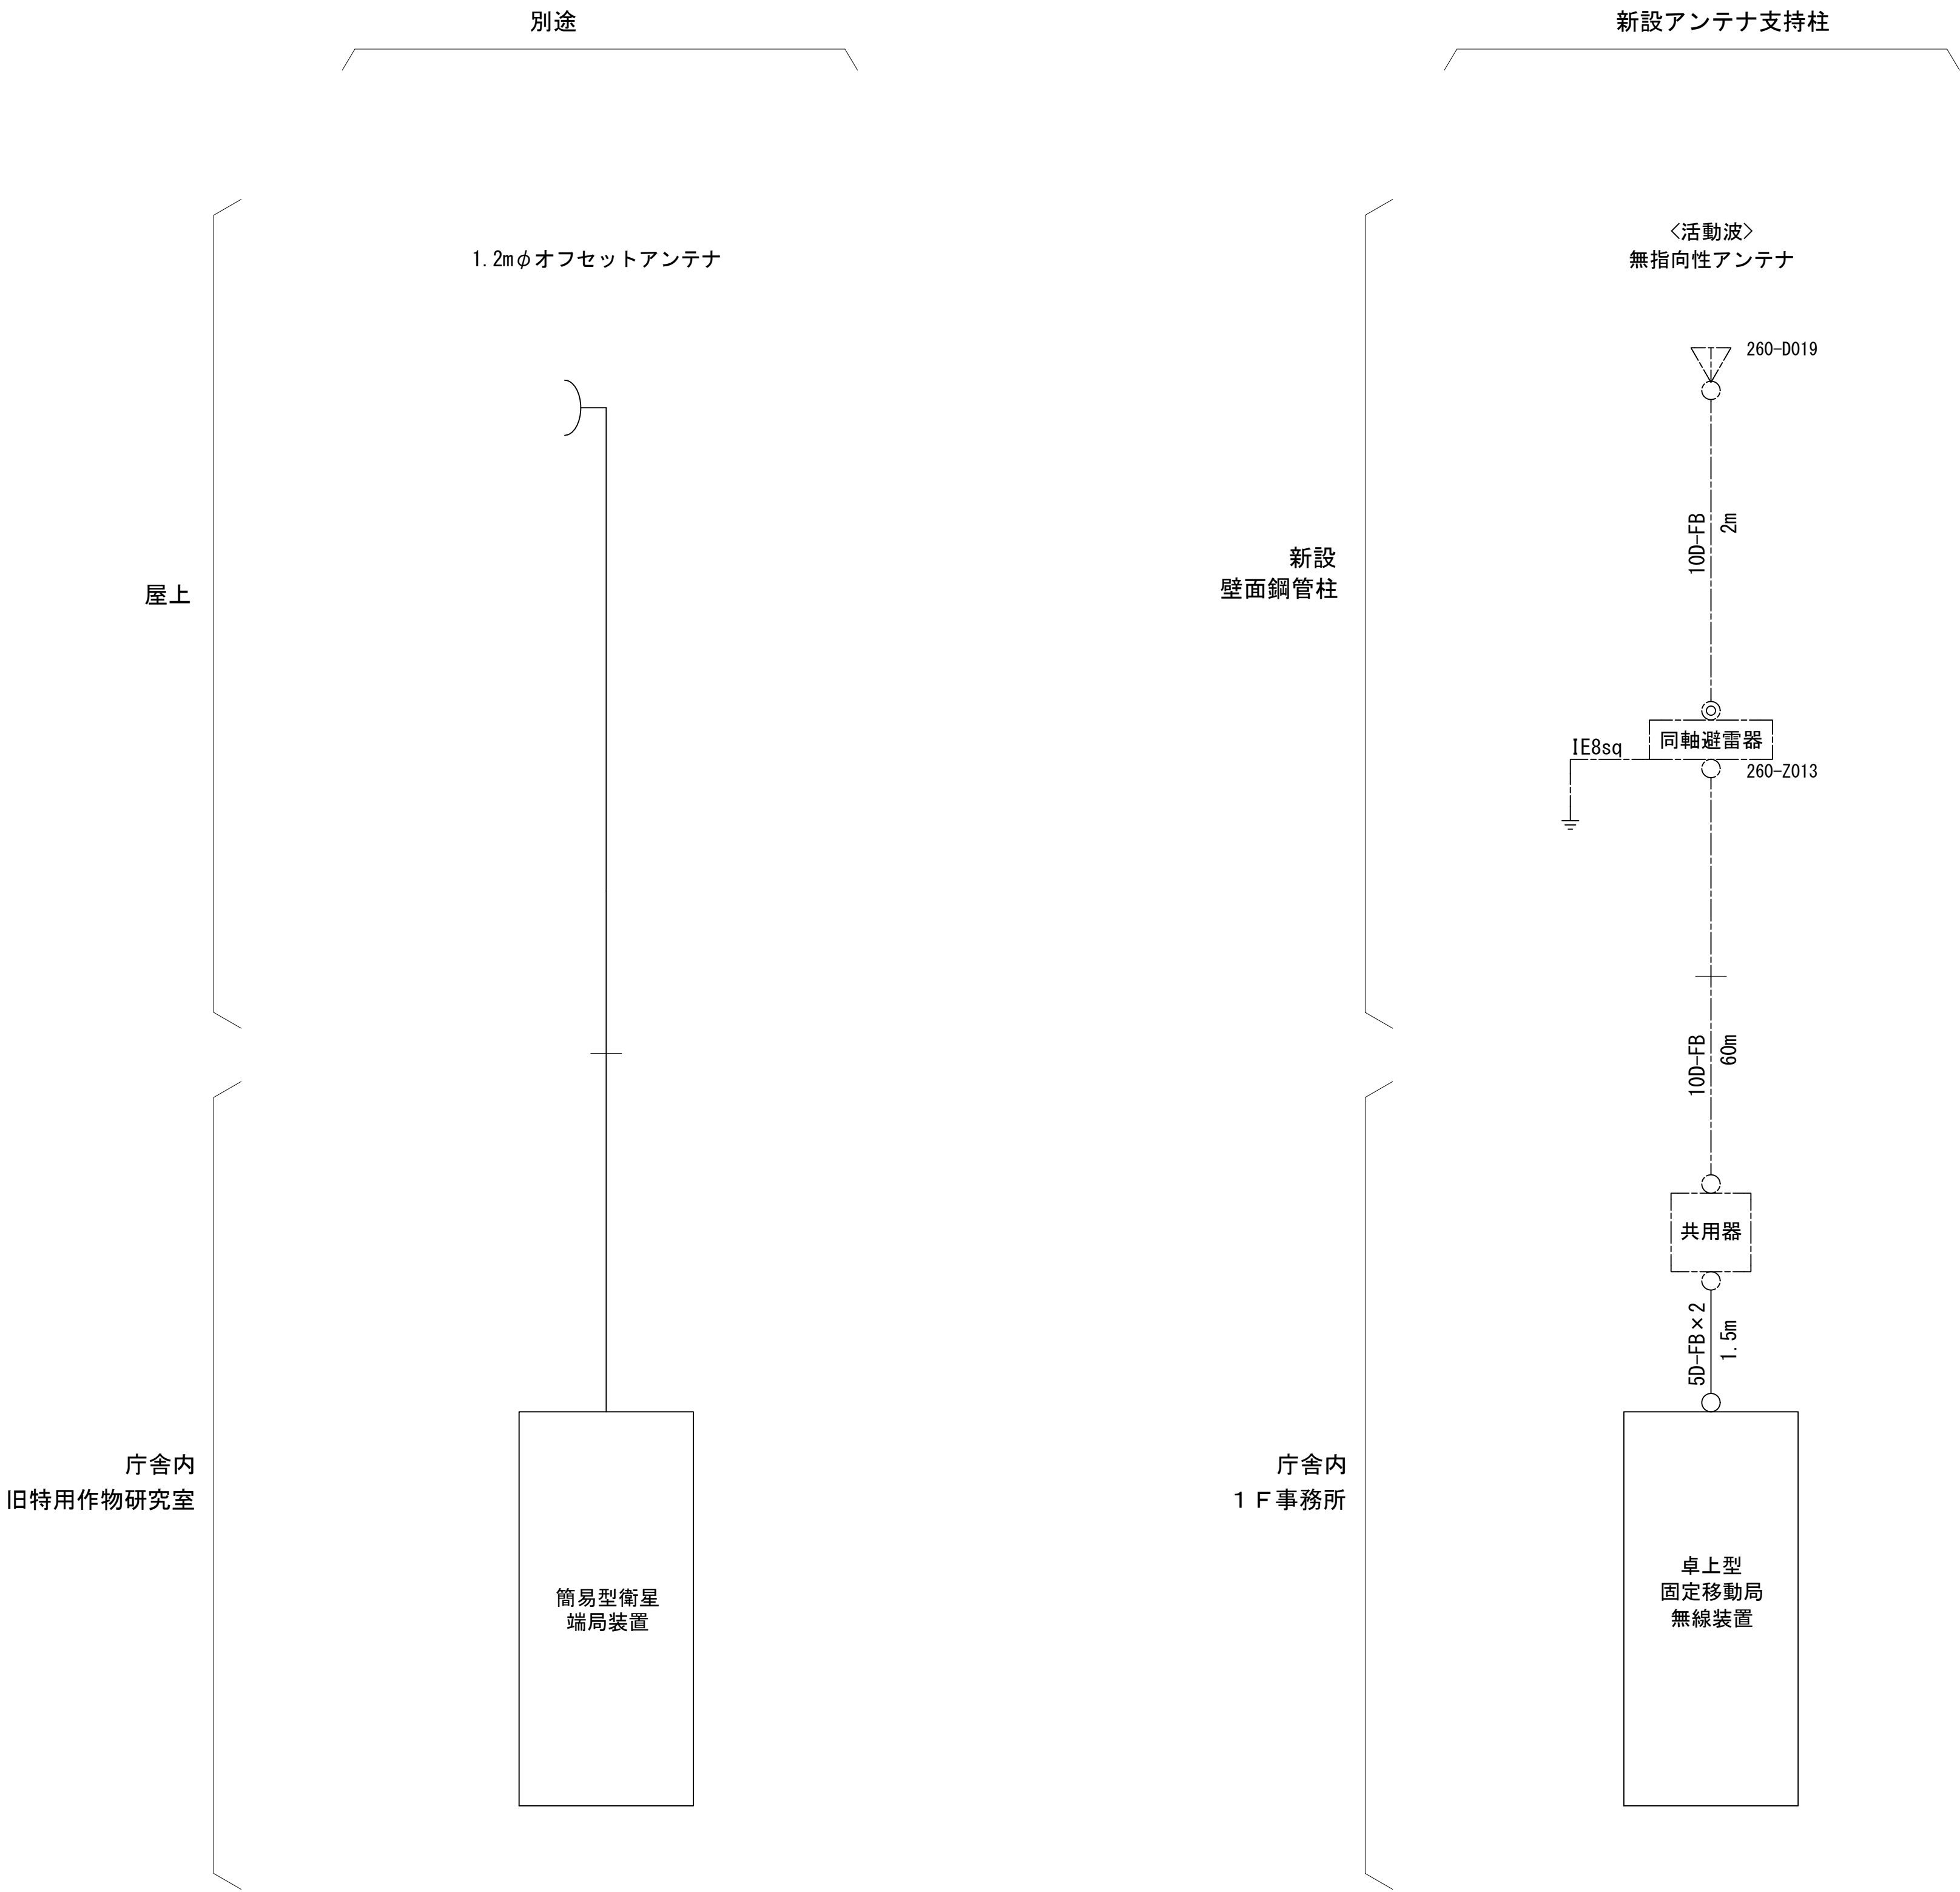 別途
新設アンテナ支持柱
1.2mφオフセットアンテナ
屋上
庁舎内
旧特用作物研究室
簡易型衛星
端局装置
〈活動波〉
無指向性アンテナ
260-D019
10D-FB
2m
新設
壁面鋼管柱
同軸避雷器
IE8sq
260-Z013
10D-FB
60m
共用器
5D-FB×2
1.5m
庁舎内
１Ｆ事務所
卓上型
固定移動局
無線装置